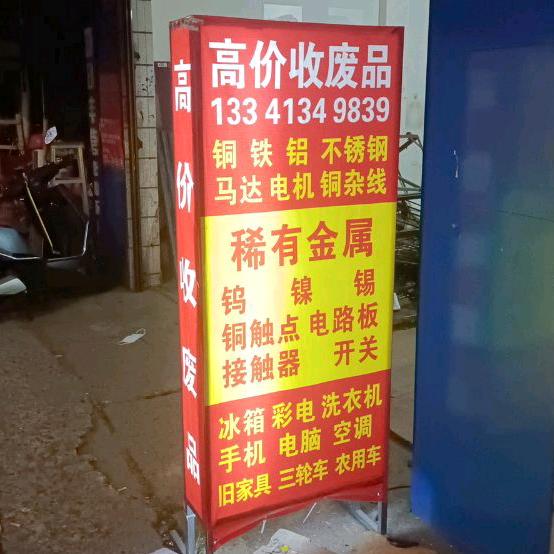 高价收废品
高价收废品
133 4134 9839
铜 铁 铝 不锈钢
马达 电机 铜杂线
稀有金属
钨 镍 锡
铜触点 电路板
接触器 开关
冰箱 彩电 洗衣机
手机 电脑 空调
旧家具 三轮车 农用车